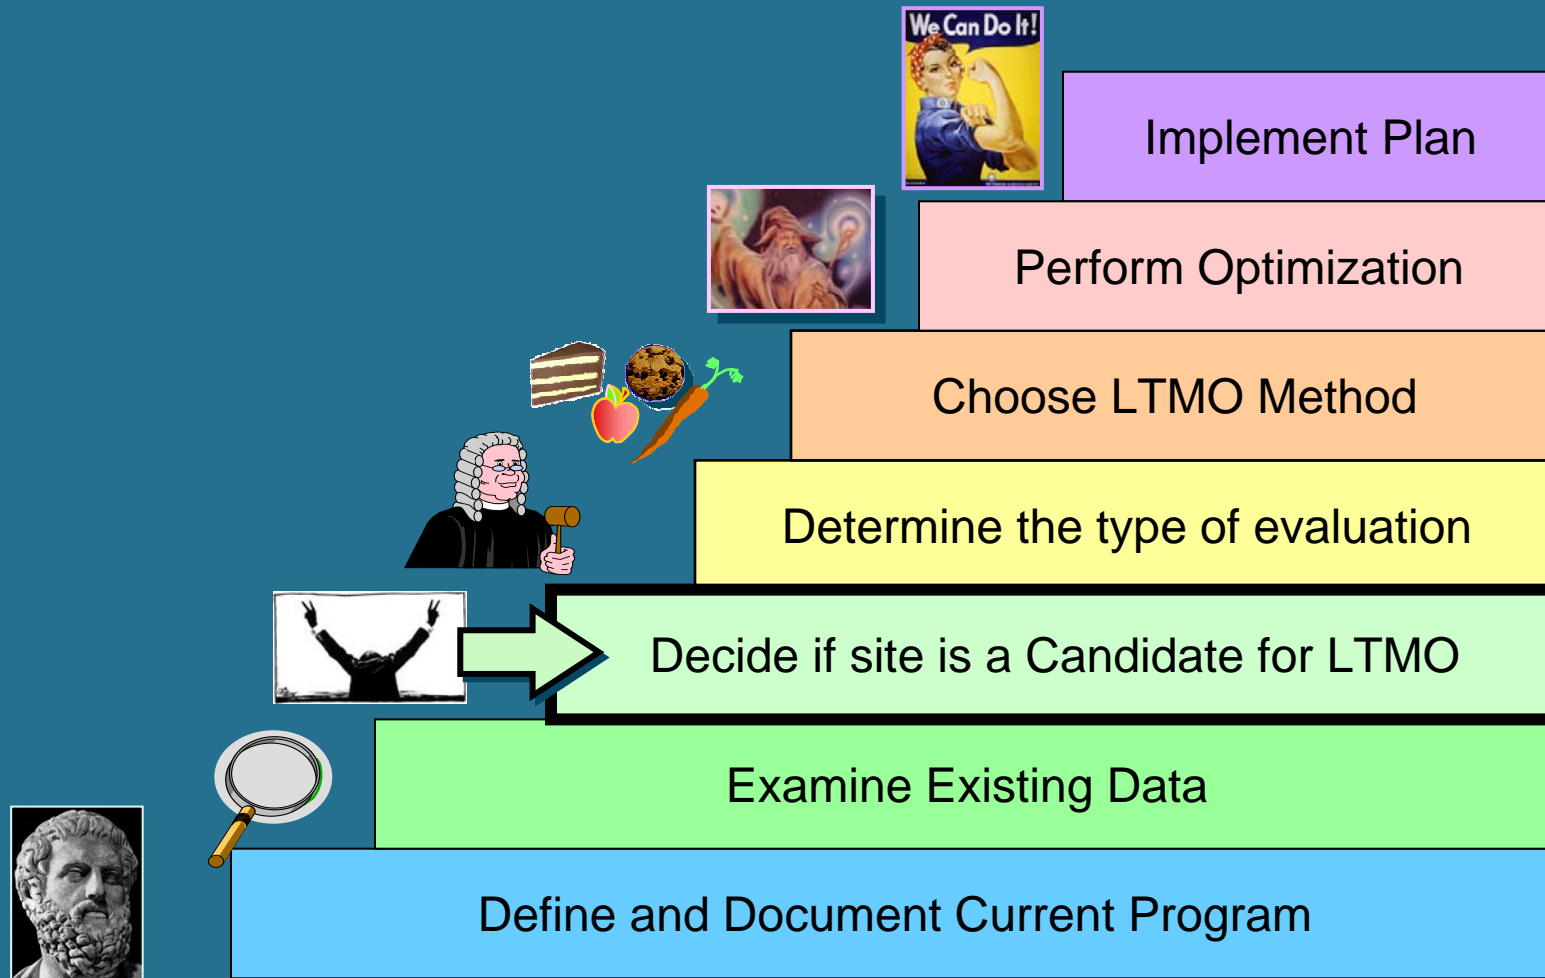 We Can Do It!
Implement Plan
Perform Optimization
Choose LTMO Method
Determine the type of evaluation
Decide if site is a Candidate for LTMO
Examine Existing Data
Define and Document Current Program